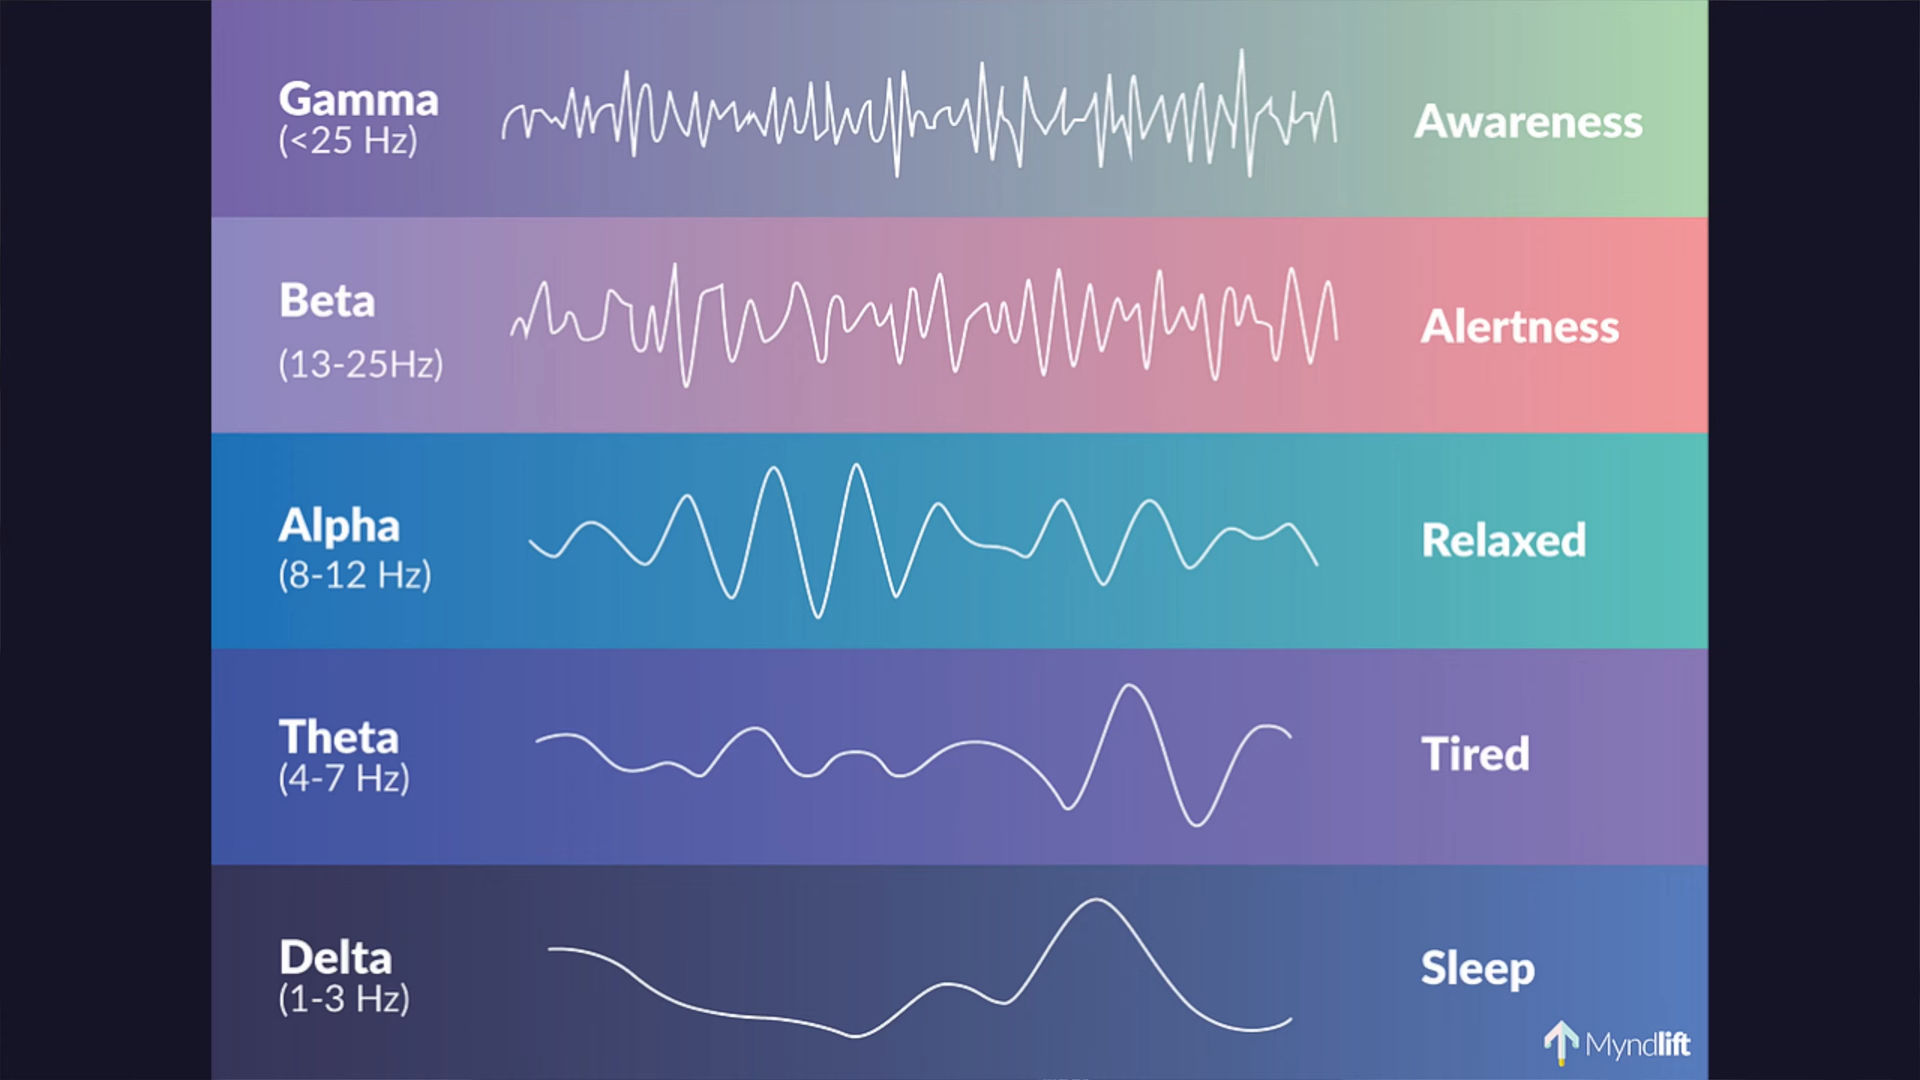 Gamma
(<25 Hz)
Awareness
Beta
(13-25Hz)
Alertness
Alpha
(8-12 Hz)
Relaxed
Theta
(4-7 Hz)
Tired
Delta
(1-3 Hz)
Sleep
Myndlift